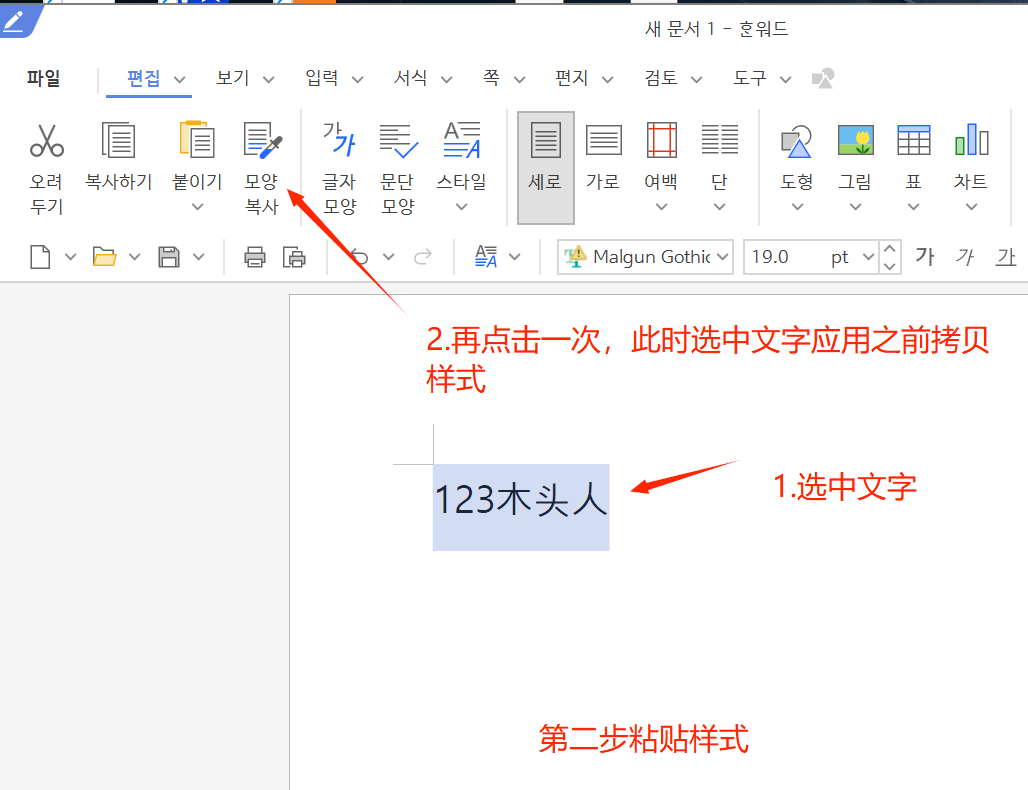 새 문서 1 - 한워드
파일 편집 보기 입력 서식 쪽 편지 검토 도구
오려 두기 복사하기 붙이기 모양 복사 글자 모양 문단 모양 스타일 세로 가로 여백 단 도형 그림 표 차트
가 가 A A
가 A Malgun Gothic 19.0 pt 가 가 가
2.再点击一次，此时选中文字应用之前拷贝
样式
123木头人
1.选中文字
第二步粘贴样式